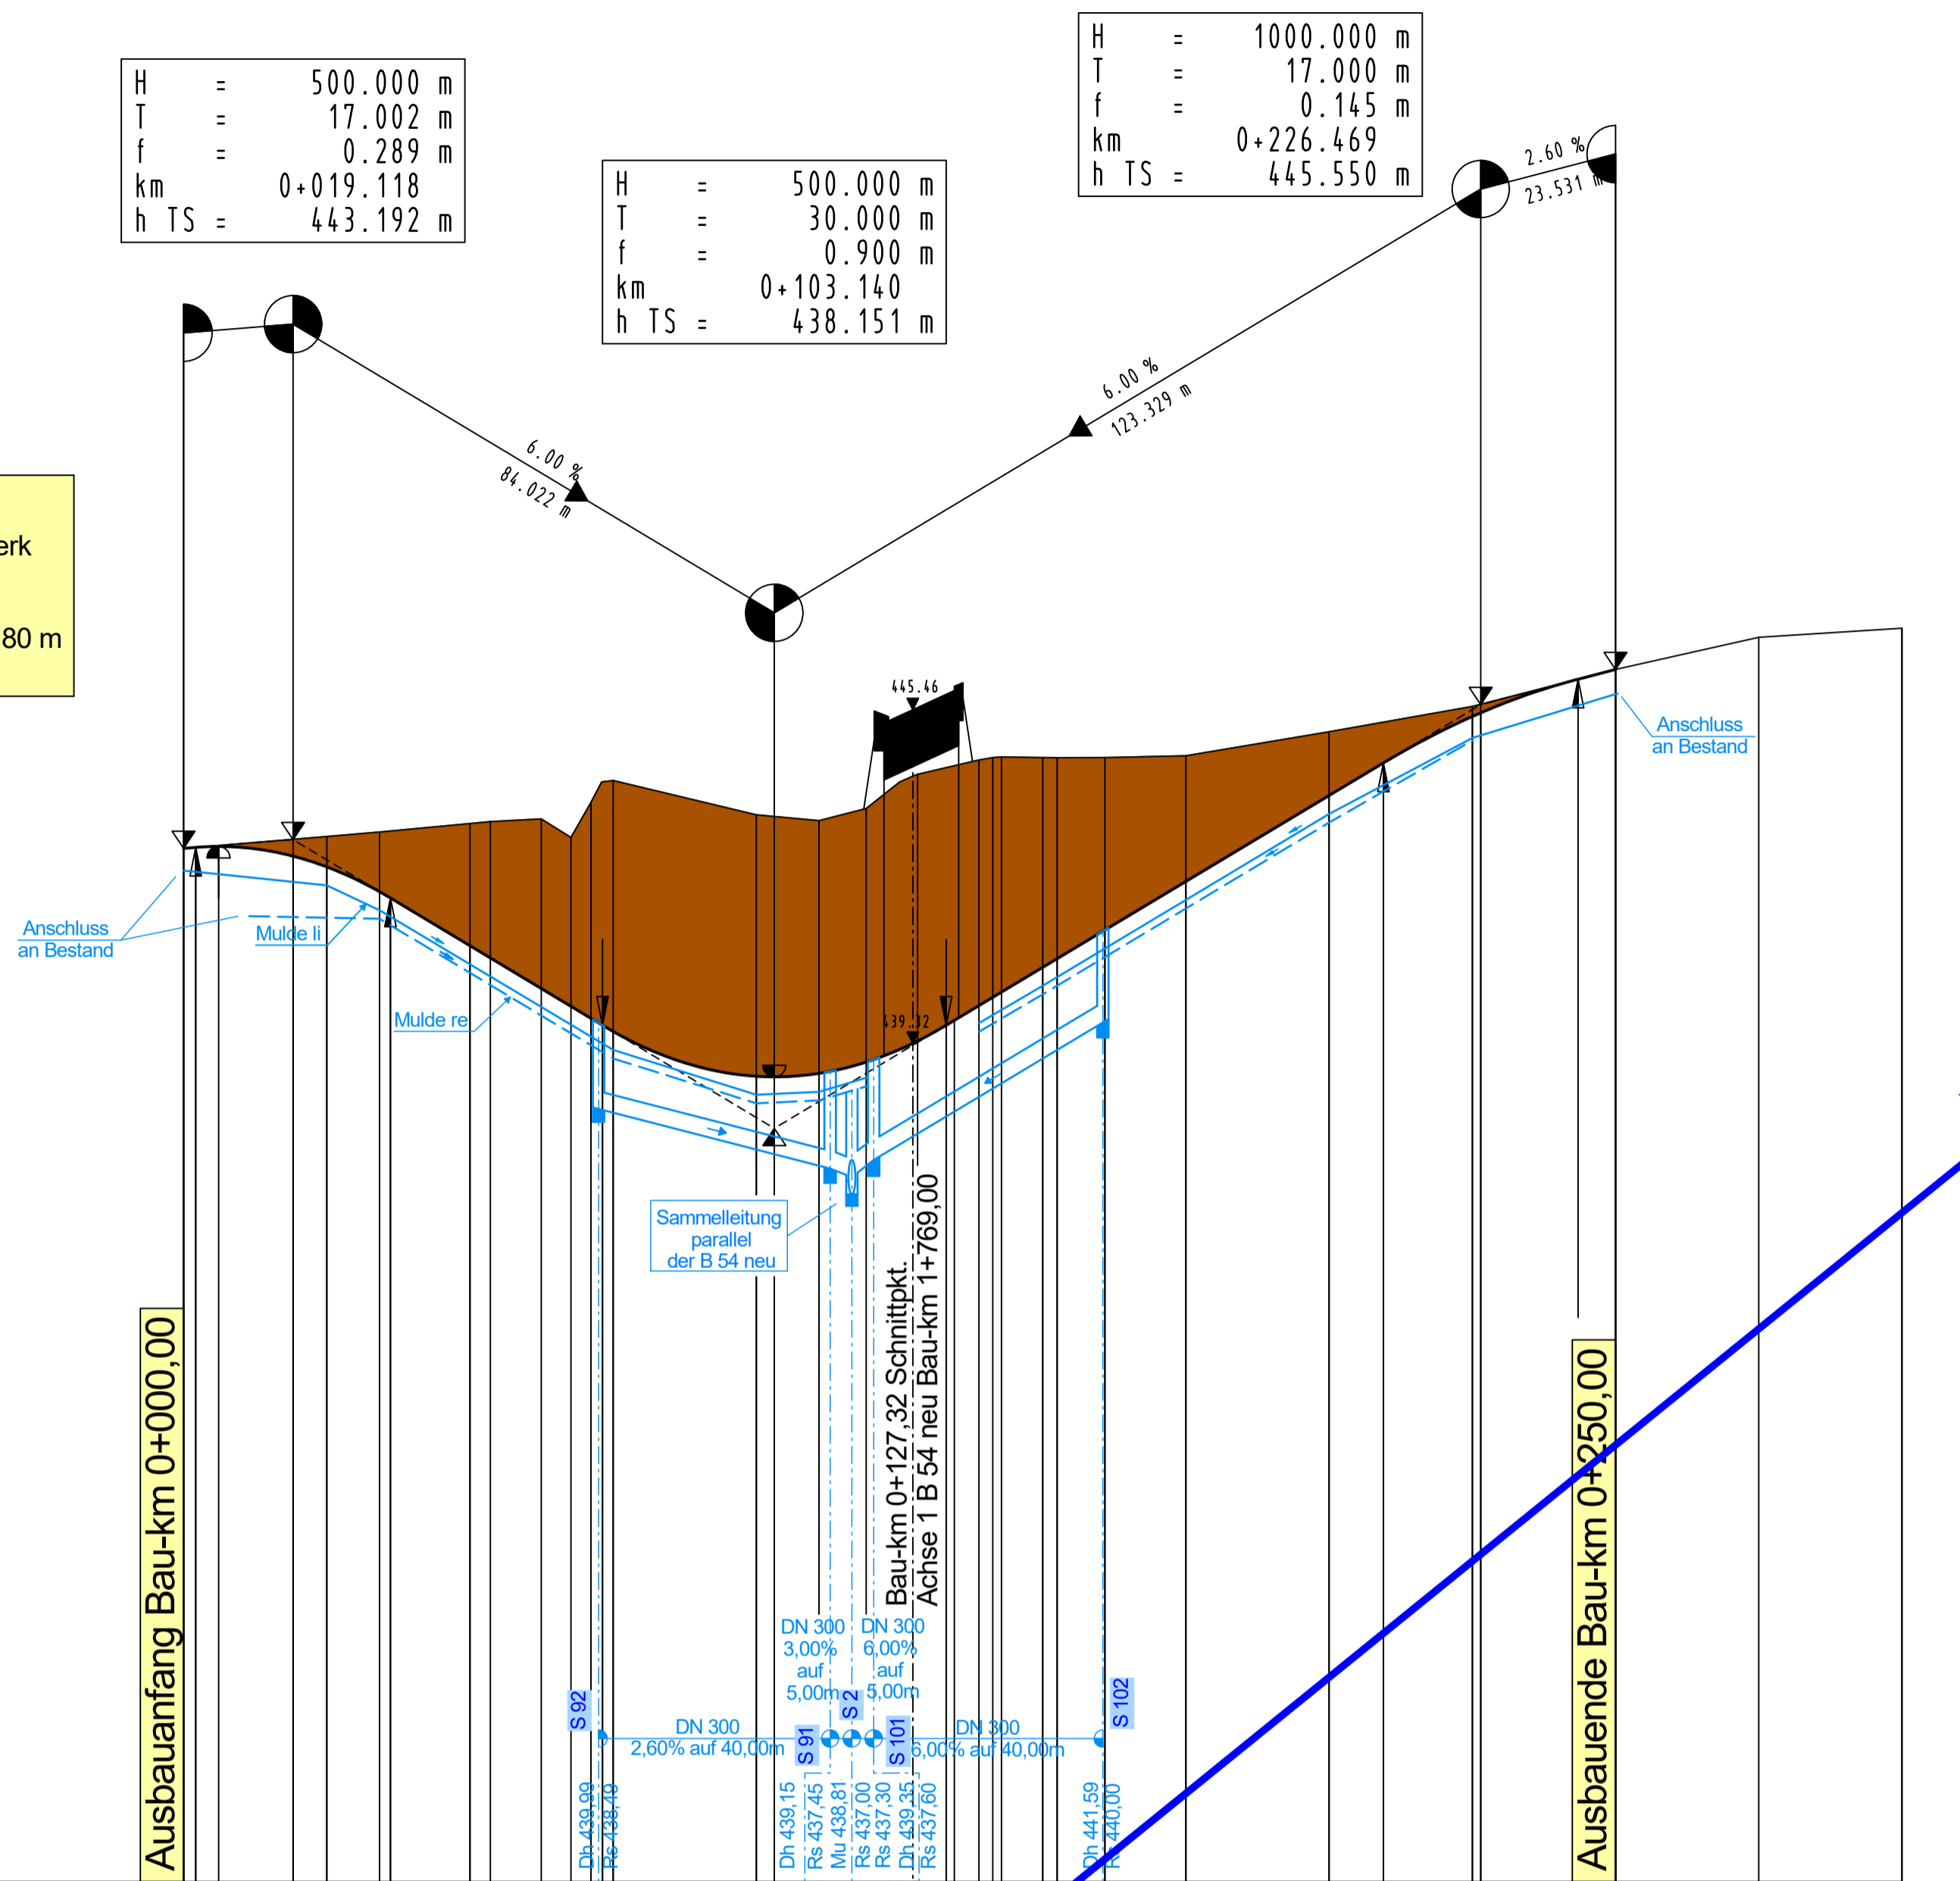 H = 500.000 m
T = 17.002 m
f = 0.289 m
km 0+019.118
h TS = 443.192 m
H = 500.000 m
T = 30.000 m
f = 0.900 m
km 0+103.140
h TS = 438.151 m
H = 1000.000 m
T = 17.000 m
f = 0.145 m
km 0+226.469
h TS = 445.550 m
2.60 %
23.531 m
6.00 %
123.329 m
6.00 %
84.022 m
erk
80 m
445.46
439.32
Anschluss
an Bestand
Anschluss
an Bestand
Mulde li
Mulde re
Sammelleitung
parallel
der B 54 neu
Bau-km 0+127,32 Schnittpkt.
Achse 1 B 54 neu Bau-km 1+769,00
Ausbauanfang Bau-km 0+000,00
Ausbauende Bau-km 0+250,00
DN 300
3,00%
auf
5,00m
DN 300
6,00%
auf
5,00m
S 92
S 91
S 2
S 101
S 102
DN 300
2,60% auf 40,00m
DN 300
6,00% auf 40,00m
Dh 439,99
Rs 438,49
Dh 439,15
Rs 437,45
Mu 438,81
Rs 437,00
Rs 437,30
Dh 439,35
Rs 437,60
Dh 441,59
Rs 440,00